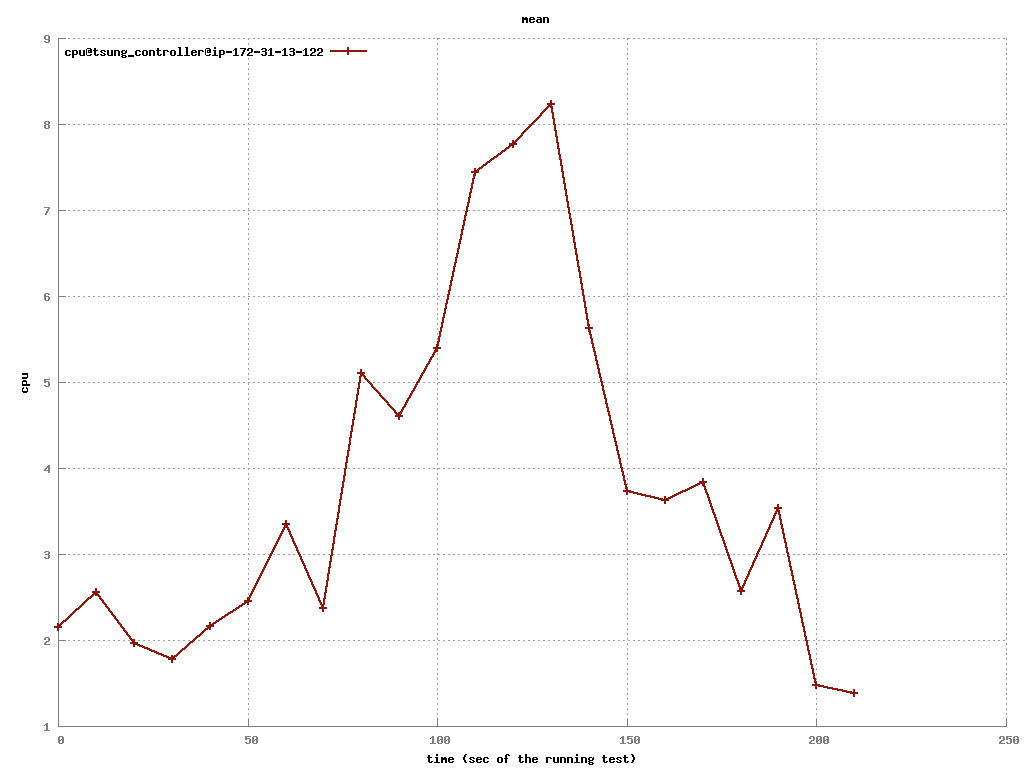 mean
9
cpu@tsung_controller@ip-172-31-13-122
8
7
6
5
cpu
4
3
2
1
0 50 100 150 200 250
time (sec of the running test)